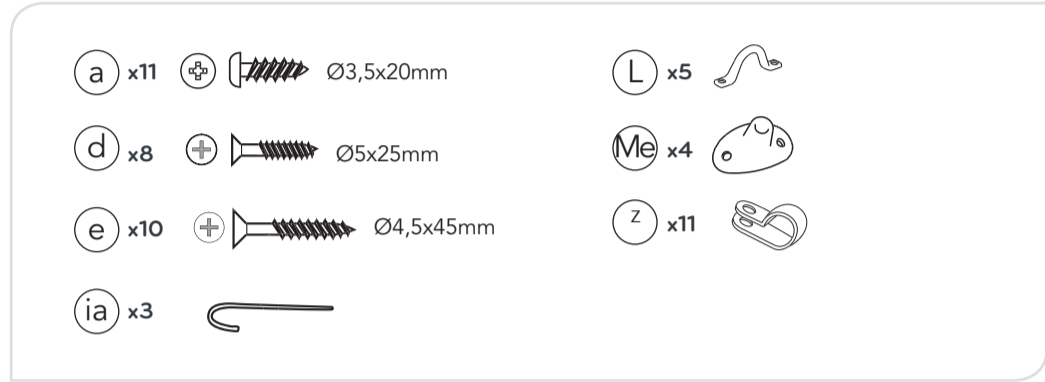 a x11 Ø3,5x20mm
d x8 Ø5x25mm
e x10 Ø4,5x45mm
ia x3
L x5
Me x4
z x11